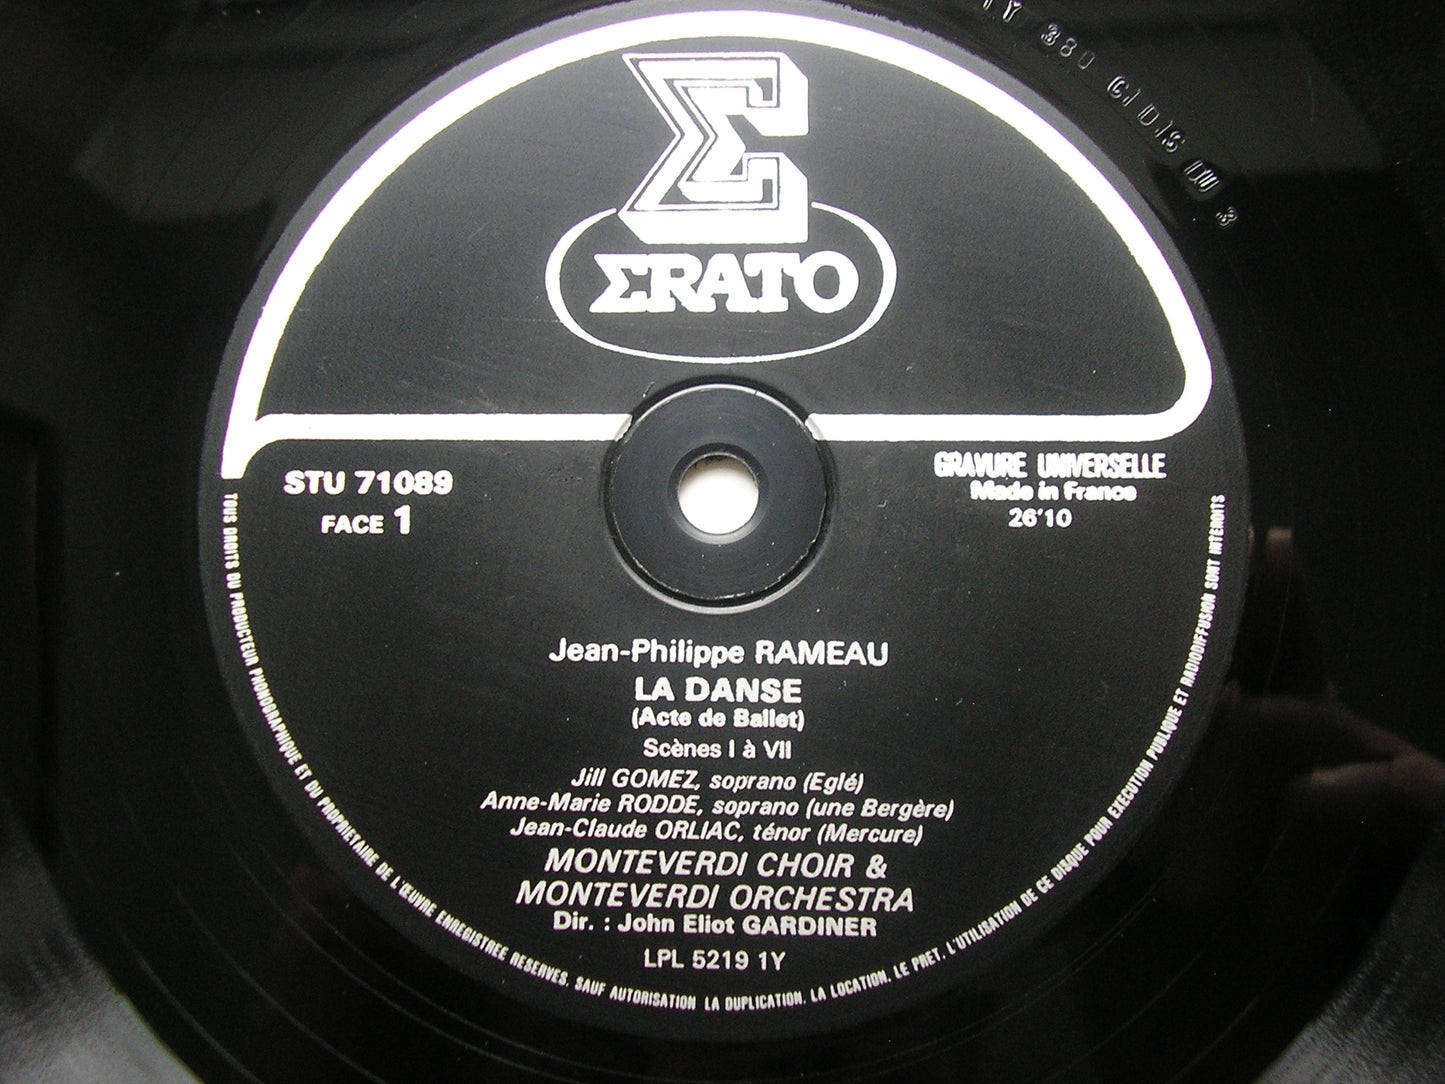 Y 380
3
ΣRATO
STU 71089
FACE 1
GRAVURE UNIVERSELLE
Made in France
26'10
Jean-Philippe RAMEAU
LA DANSE
(Acte de Ballet)
Scènes I à VII
Jill GOMEZ, soprano (Eglé)
Anne-Marie RODDE, soprano (une Bergère)
Jean-Claude ORLIAC, ténor (Mercure)
MONTEVERDI CHOIR &
MONTEVERDI ORCHESTRA
Dir. : John Eliot GARDINER
LPL 5219 1Y
TOUS DROITS DU PRODUCTEUR PHONOGRAPHIQUE ET DU PROPRIETAIRE DE L'ŒUVRE ENREGISTREE RESERVES. SAUF AUTORISATION LA DUPLICATION, LA LOCATION, LE PRET, L'UTILISATION DE CE DISQUE POUR EXECUTION PUBLIQUE ET RADIODIFFUSION SONT INTERDITS